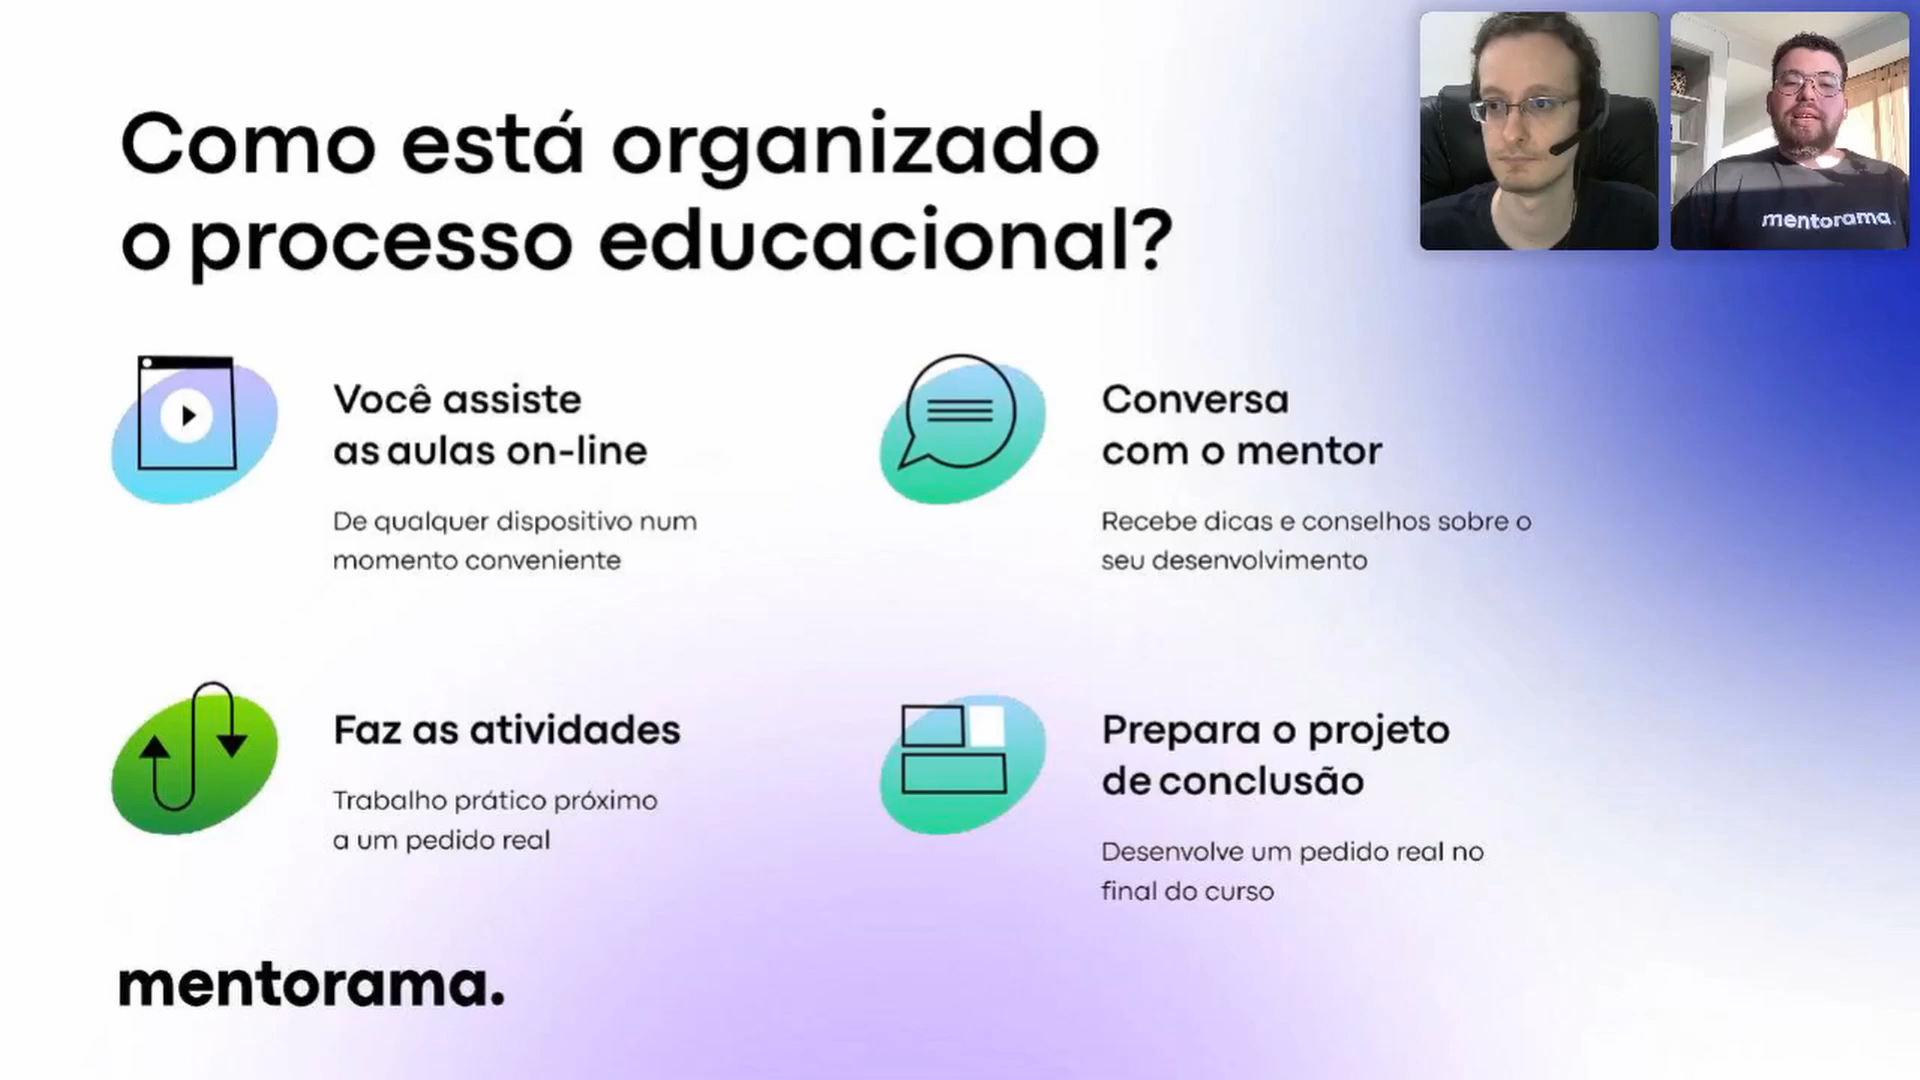 Como está organizado
o processo educacional?
mentorama.
Você assiste
as aulas on-line
De qualquer dispositivo num
momento conveniente
Conversa
com o mentor
Recebe dicas e conselhos sobre o
seu desenvolvimento
Faz as atividades
Trabalho prático próximo
a um pedido real
Prepara o projeto
de conclusão
Desenvolve um pedido real no
final do curso
mentorama.